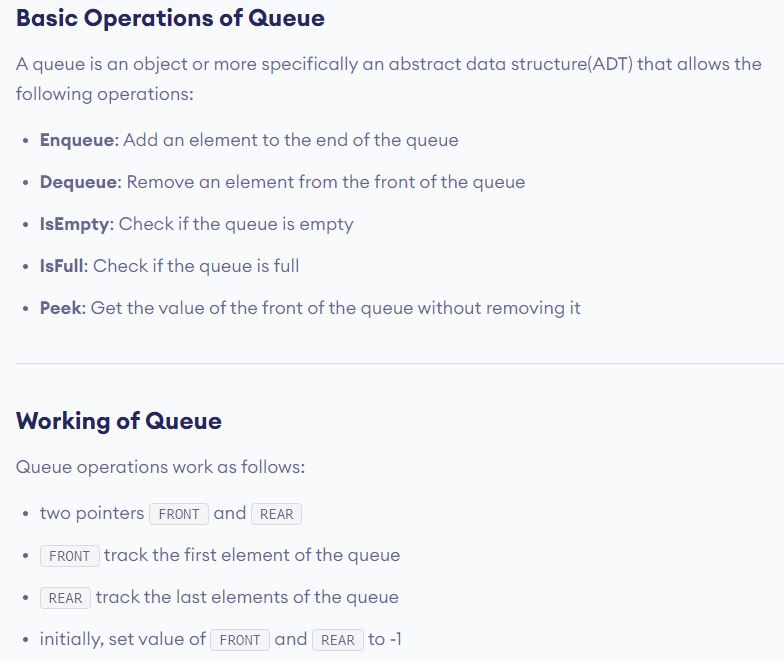 Basic Operations of Queue
A queue is an object or more specifically an abstract data structure(ADT) that allows the
following operations:
• Enqueue: Add an element to the end of the queue
• Dequeue: Remove an element from the front of the queue
• IsEmpty: Check if the queue is empty
• IsFull: Check if the queue is full
• Peek: Get the value of the front of the queue without removing it
Working of Queue
Queue operations work as follows:
• two pointers FRONT and REAR
• FRONT track the first element of the queue
• REAR track the last elements of the queue
• initially, set value of FRONT and REAR to -1